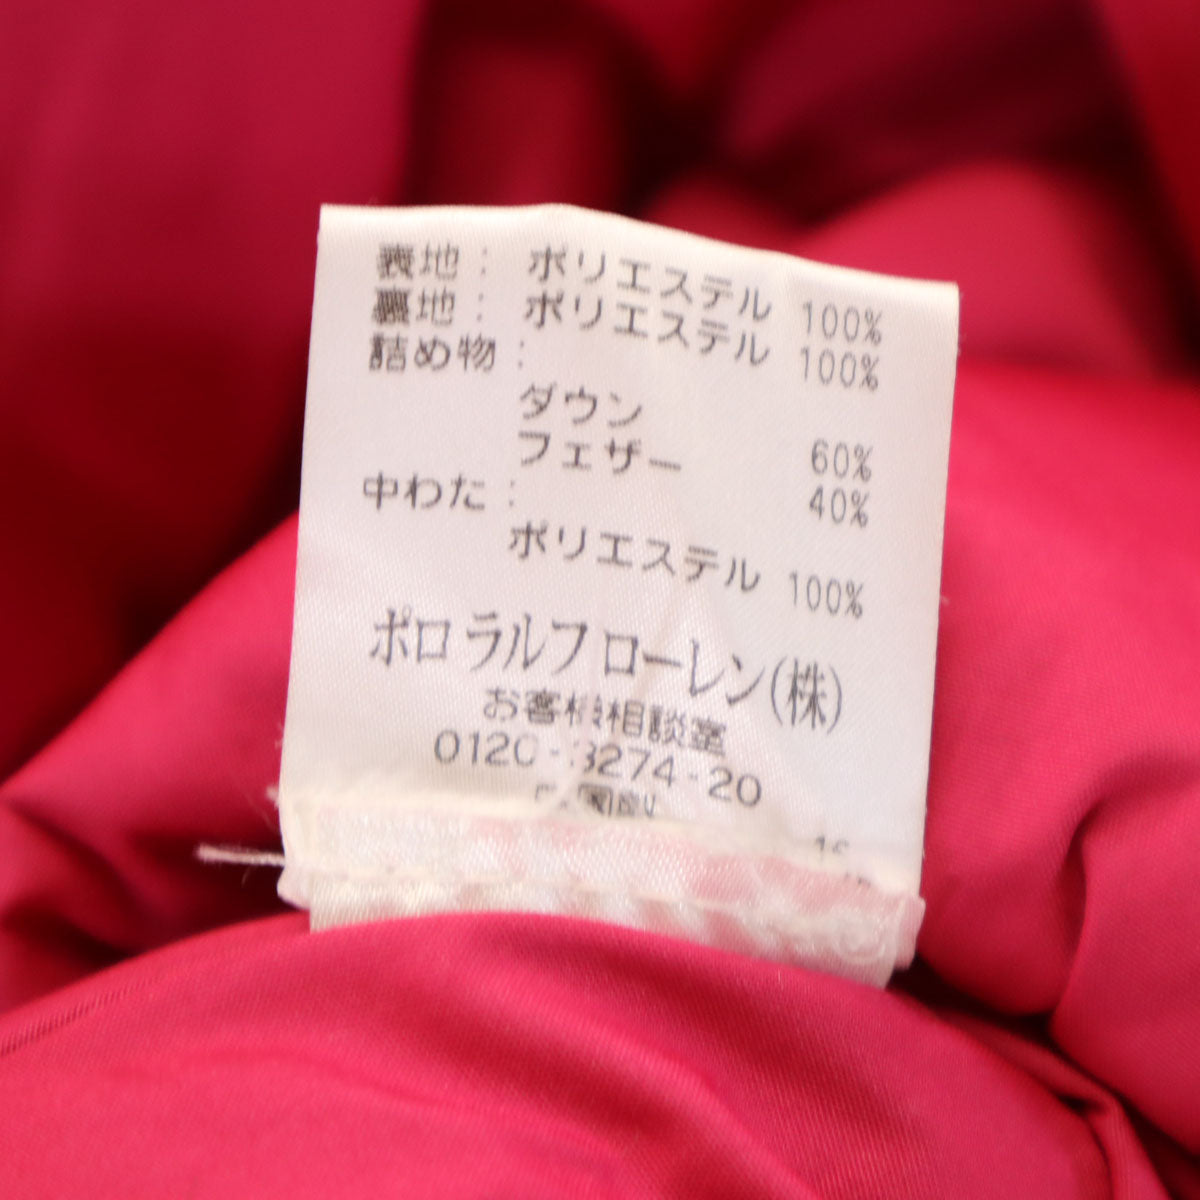 表地: ポリエステル 100%
裏地: ポリエステル 100%
詰め物:
ダウン 60%
フェザー 40%
中わた:
ポリエステル 100%
ポロ ラルフ ローレン(株)
お客様相談室
0120-3274-20